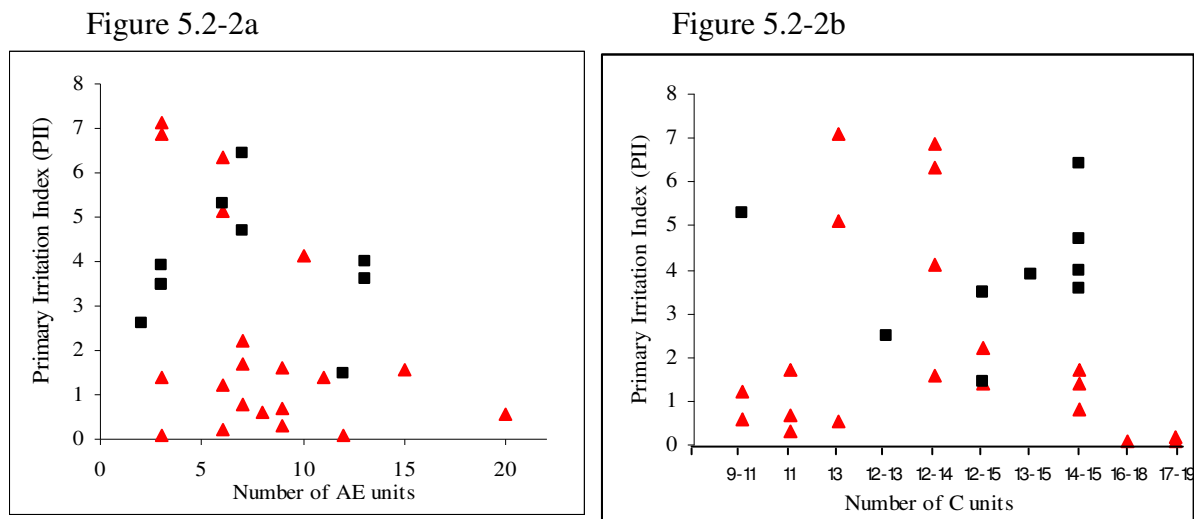 Figure 5.2-2a
Figure 5.2-2b
Primary Irritation Index (PII)
8
7
6
5
4
3
2
1
0
0 5 10 15 20
Number of AE units
Primary Irritation Index (PII)
8
7
6
5
4
3
2
1
0
9-11 11 13 12-13 12-14 12-15 13-15 14-15 16-18 17-19
Number of C units